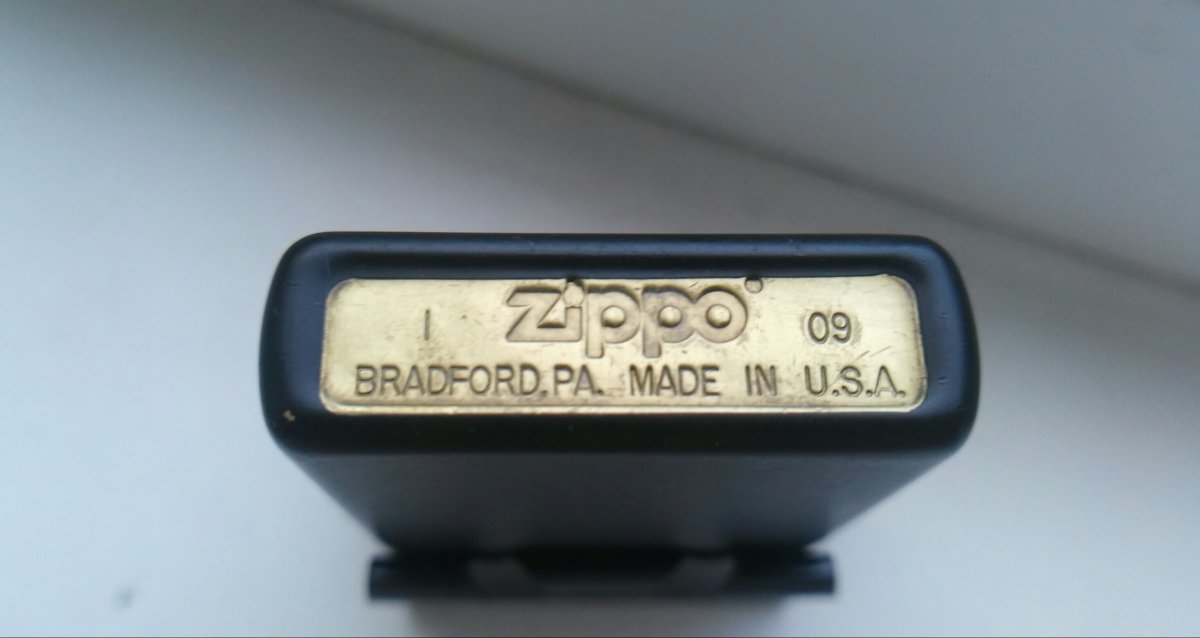 I zippo® 09
BRADFORD, PA. MADE IN U.S.A.